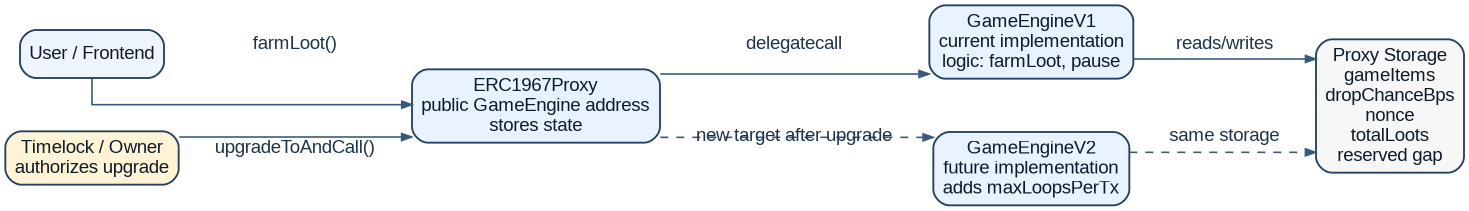 User / Frontend
farmLoot()
Timelock / Owner
authorizes upgrade
upgradeToAndCall()
ERC1967Proxy
public GameEngine address
stores state
delegatecall
new target after upgrade
GameEngineV1
current implementation
logic: farmLoot, pause
GameEngineV2
future implementation
adds maxLoopsPerTx
reads/writes
same storage
Proxy Storage
gameItems
dropChanceBps
nonce
totalLoots
reserved gap